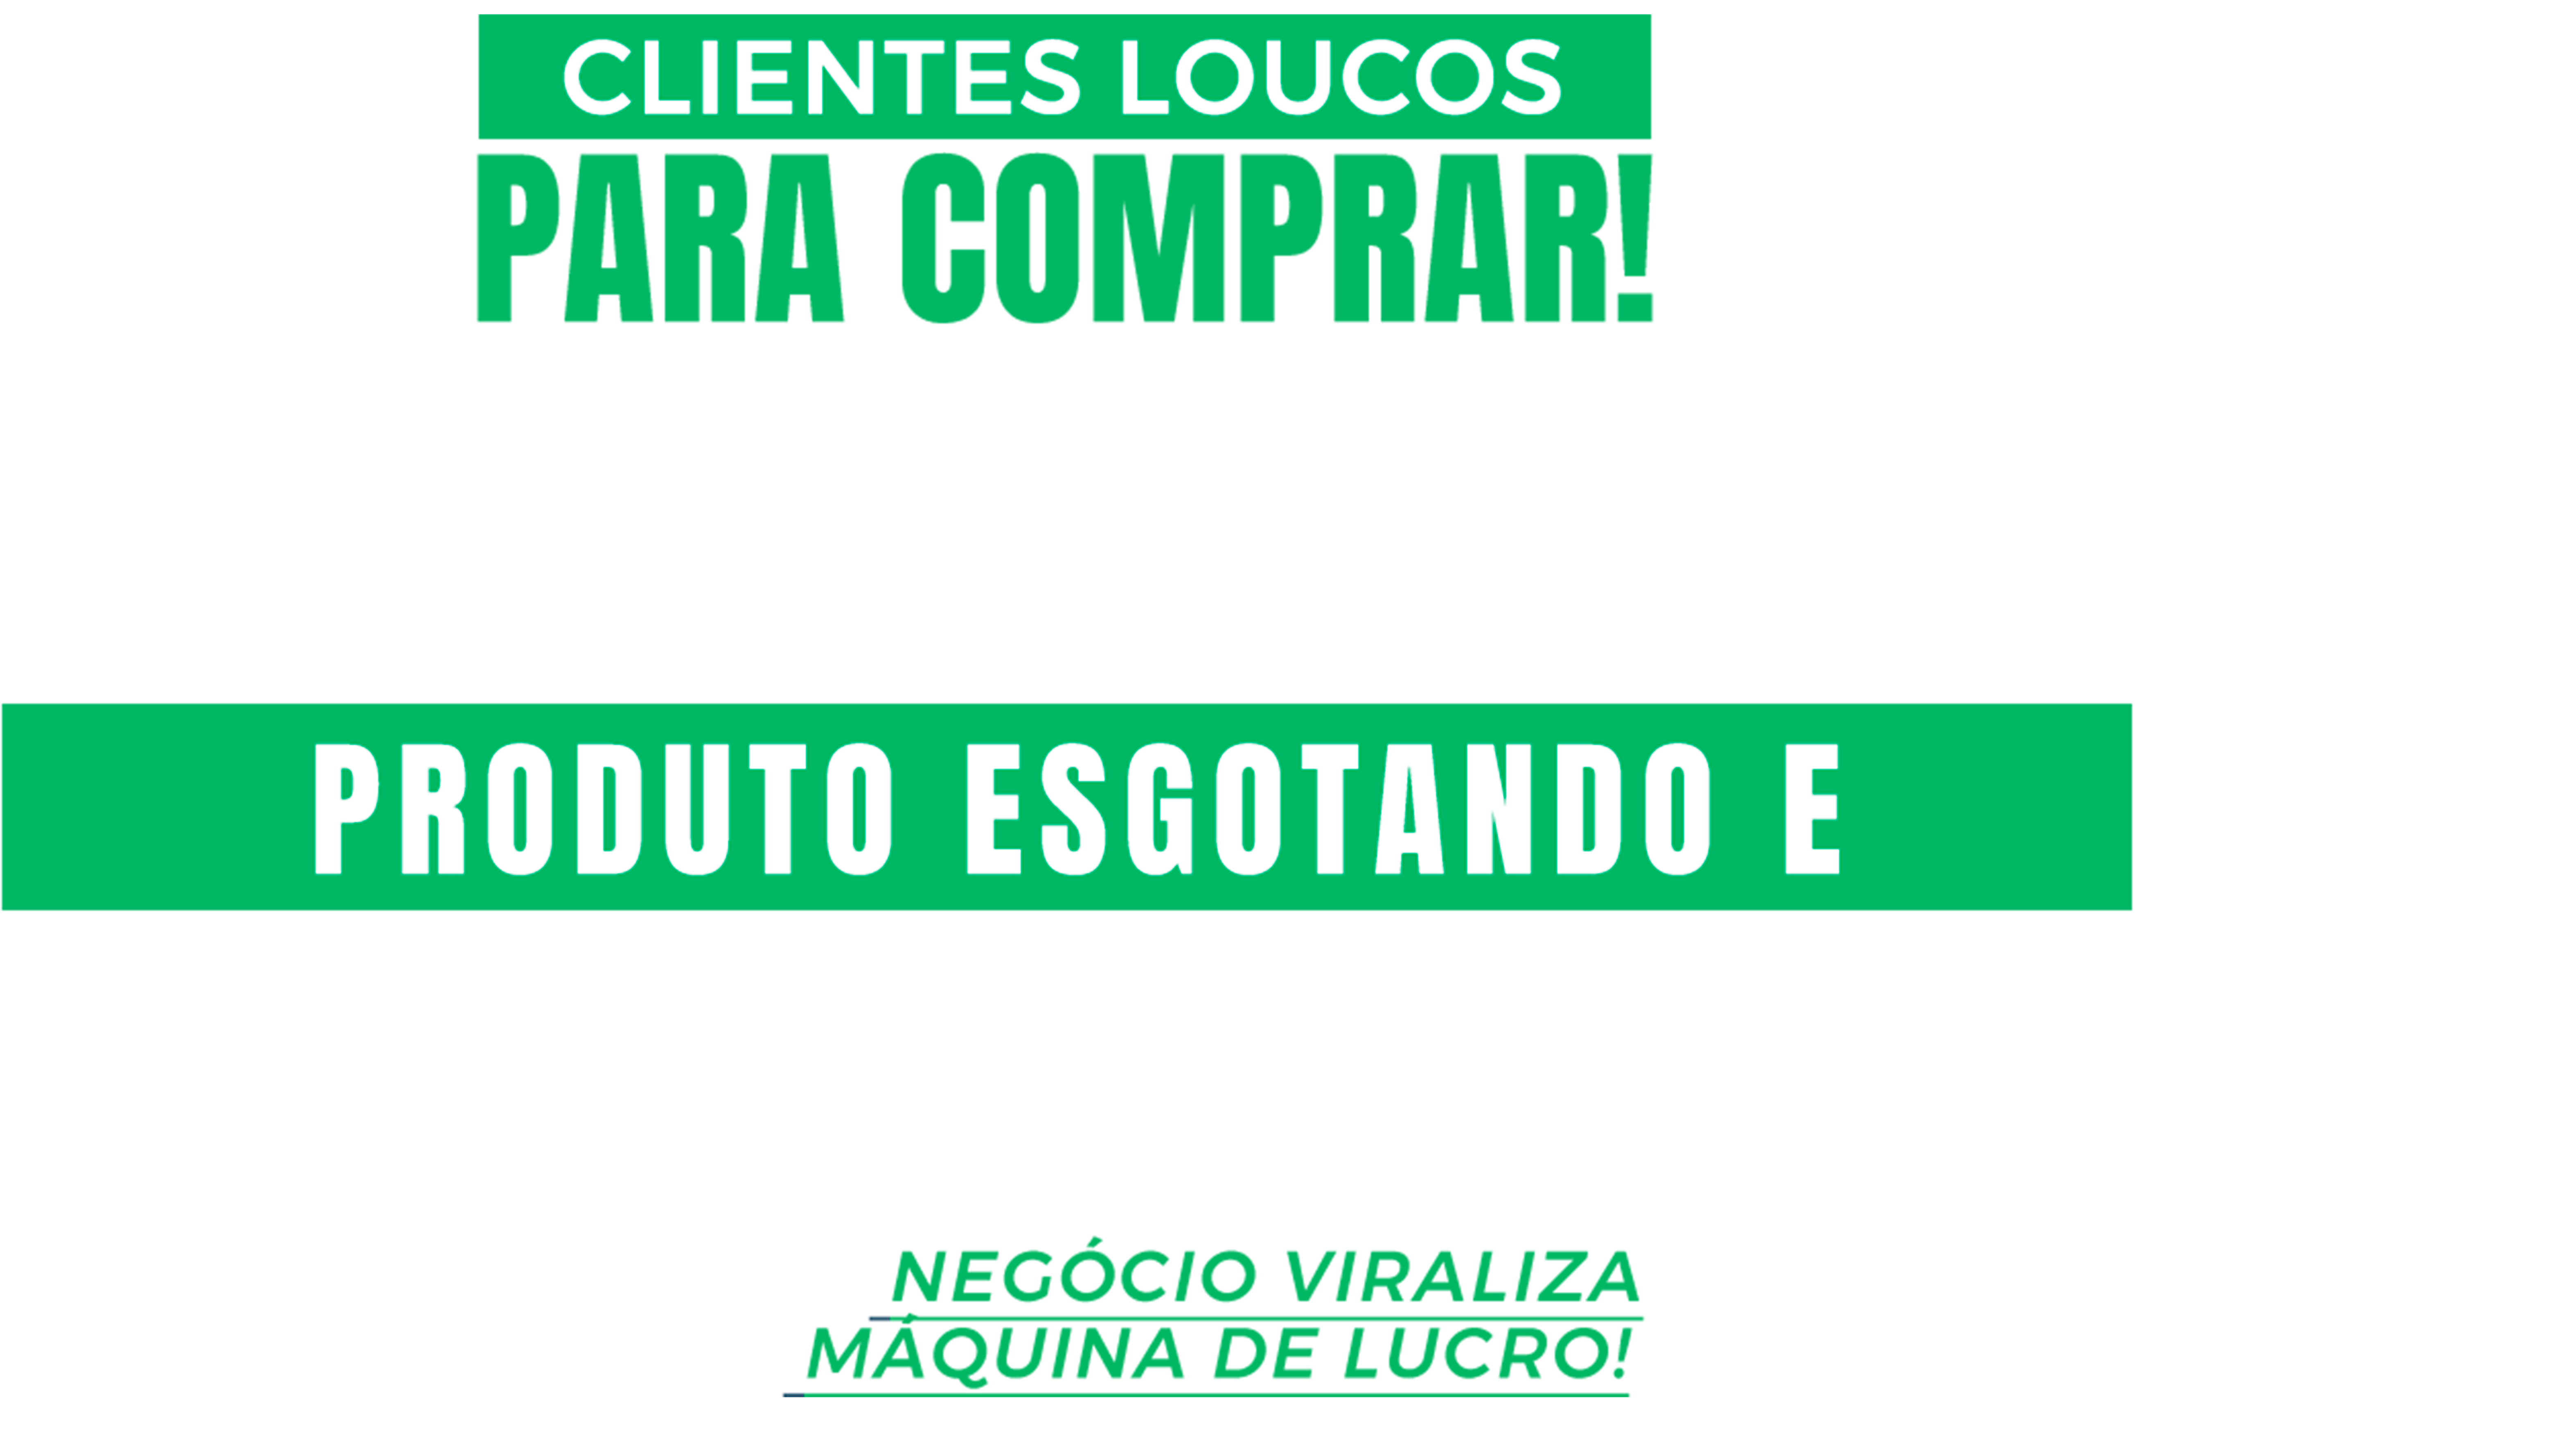 CLIENTES LOUCOS
PARA COMPRAR!
PRODUTO ESGOTANDO E
NEGÓCIO VIRALIZA
MÁQUINA DE LUCRO!